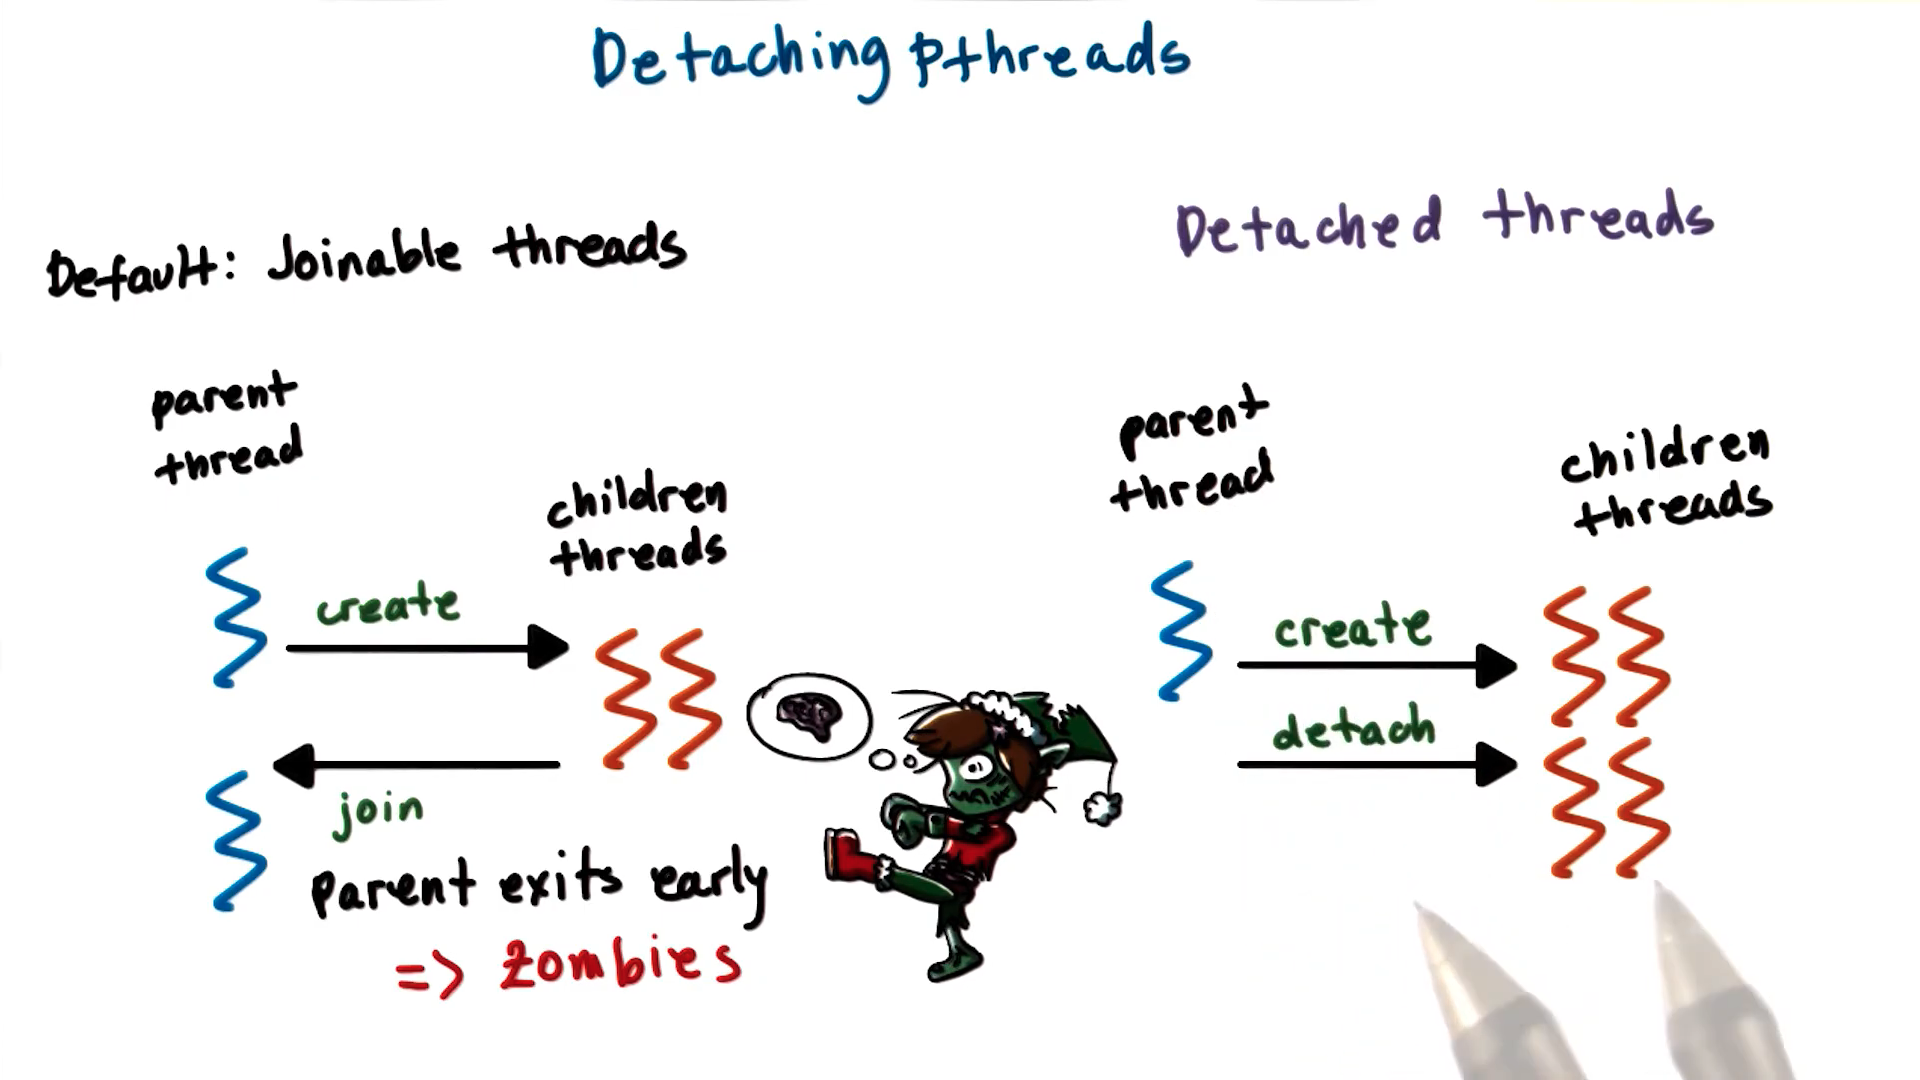 Detaching pthreads
Default: Joinable threads
parent
thread
children
threads
create
join
parent exits early
=> Zombies
Detached threads
parent
thread
children
threads
create
detach